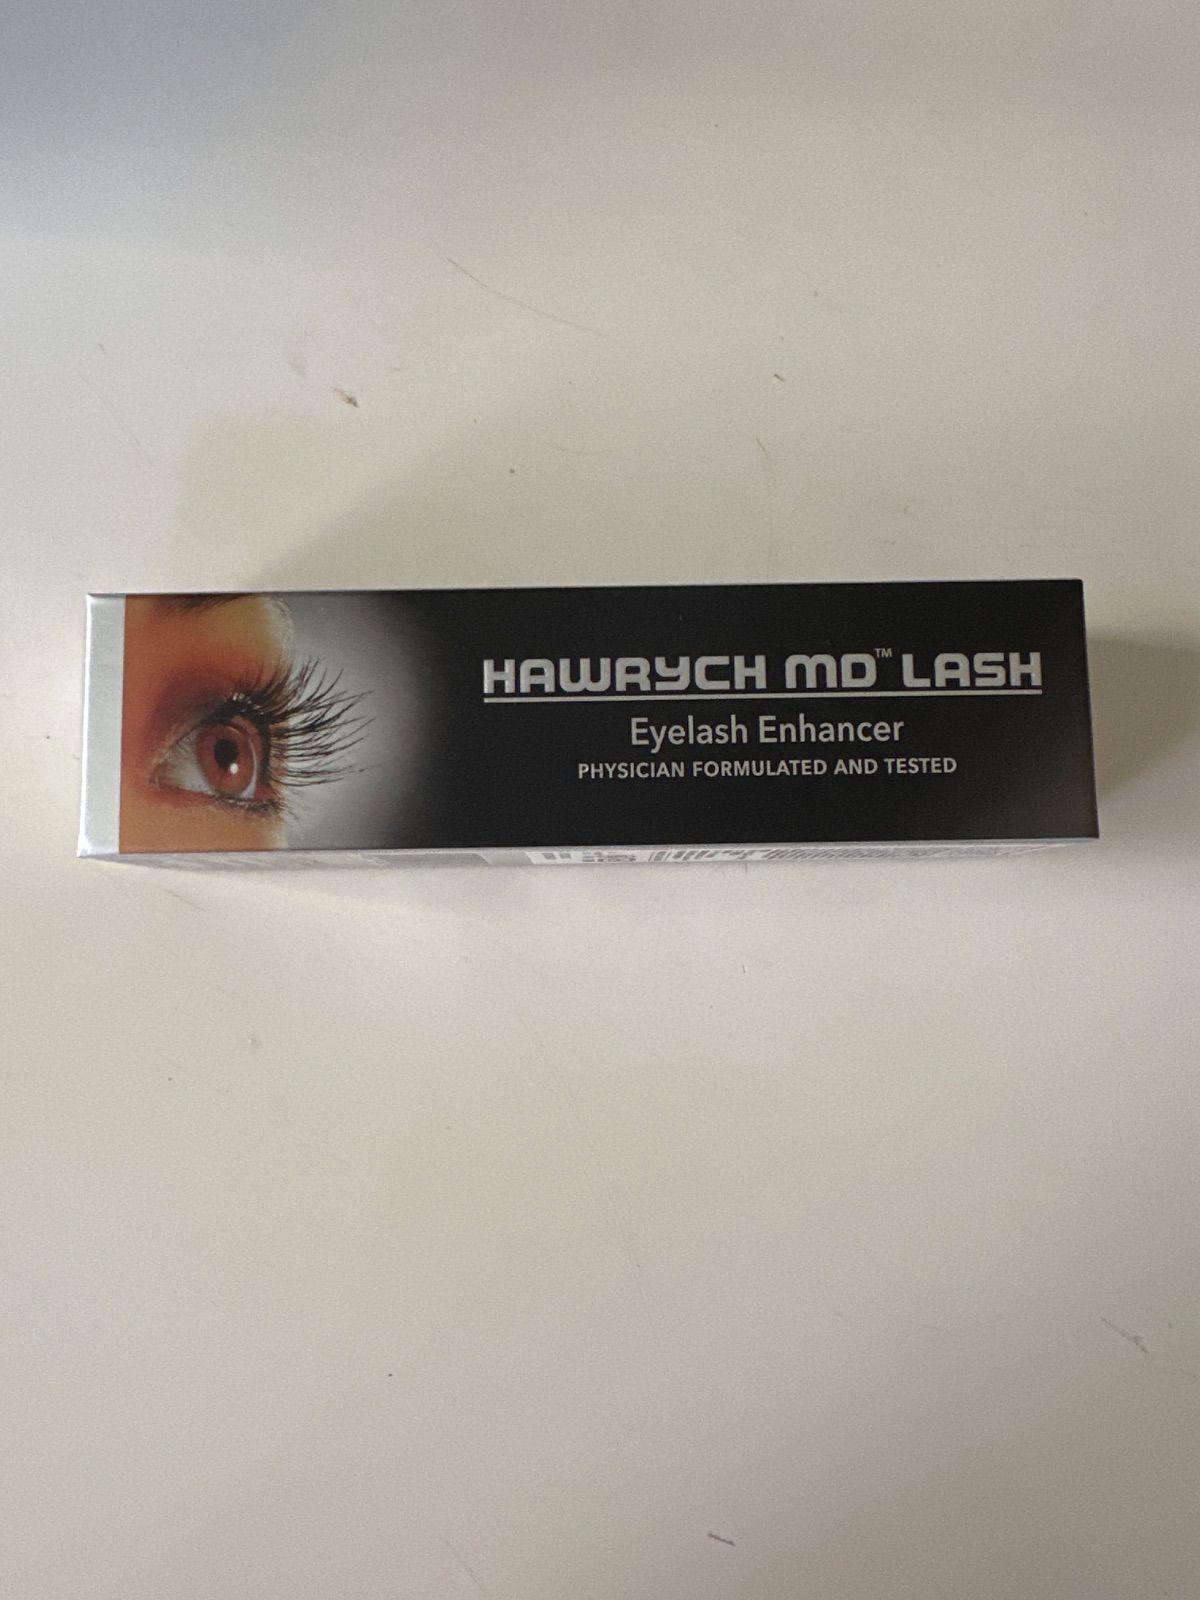 HAWRYCH MD™ LASH
Eyelash Enhancer
PHYSICIAN FORMULATED AND TESTED